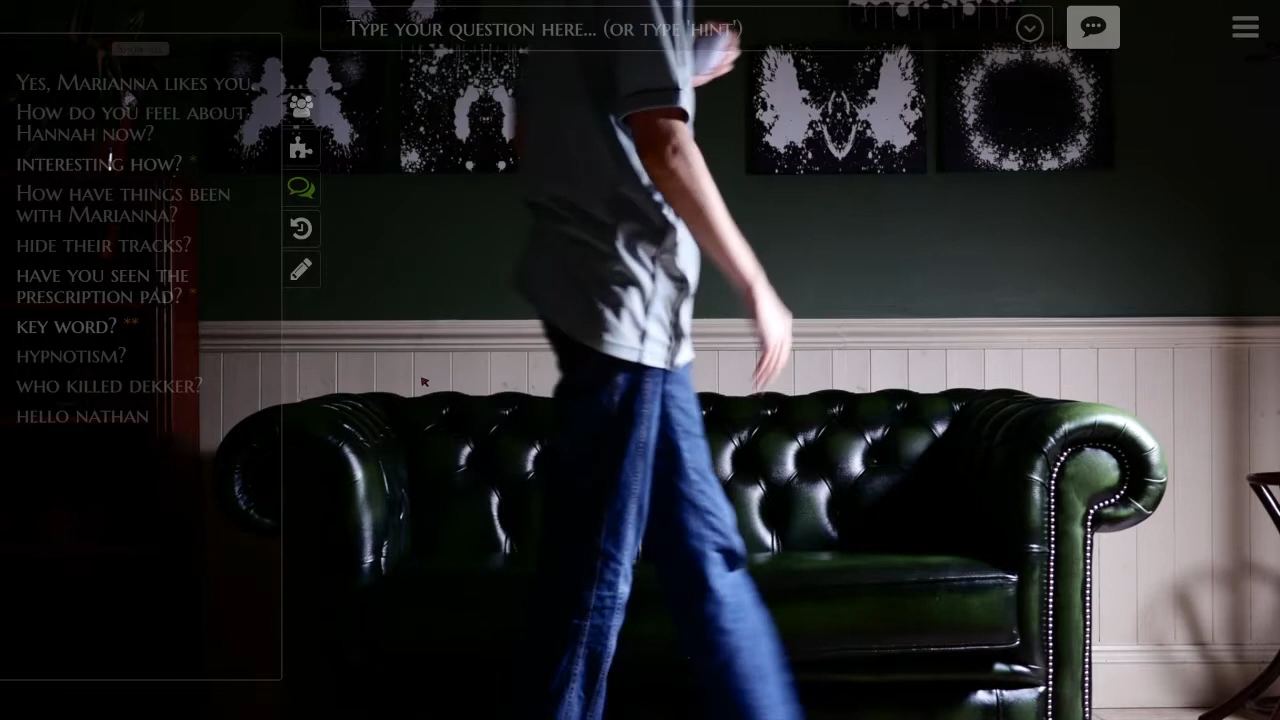 Type your question here... (or type 'hint')
Yes, Marianna likes you.
How do you feel about
Hannah now?
interesting how? *
How have things been
with Marianna?
hide their tracks?
have you seen the
prescription pad? *
key word? **
hypnotism?
who killed dekker?
hello nathan